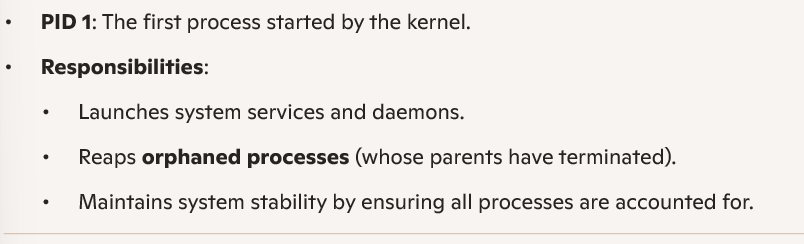 • PID 1: The first process started by the kernel.
• Responsibilities:
• Launches system services and daemons.
• Reaps orphaned processes (whose parents have terminated).
• Maintains system stability by ensuring all processes are accounted for.